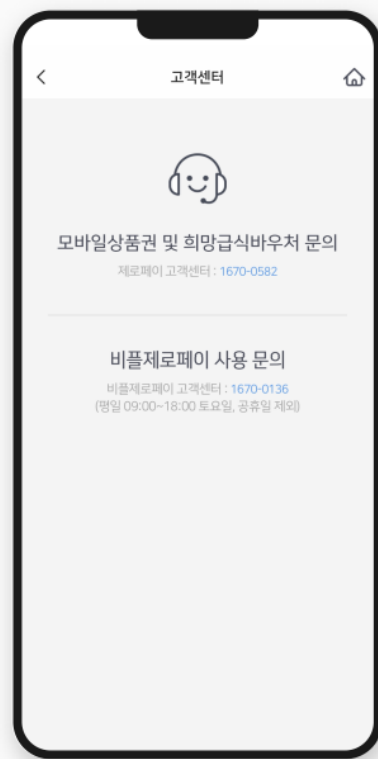 고객센터
모바일상품권 및 희망급식바우처 문의
제로페이 고객센터 : 1670-0582
비플제로페이 사용 문의
비플제로페이 고객센터 : 1670-0136
(평일 09:00~18:00 토요일, 공휴일 제외)